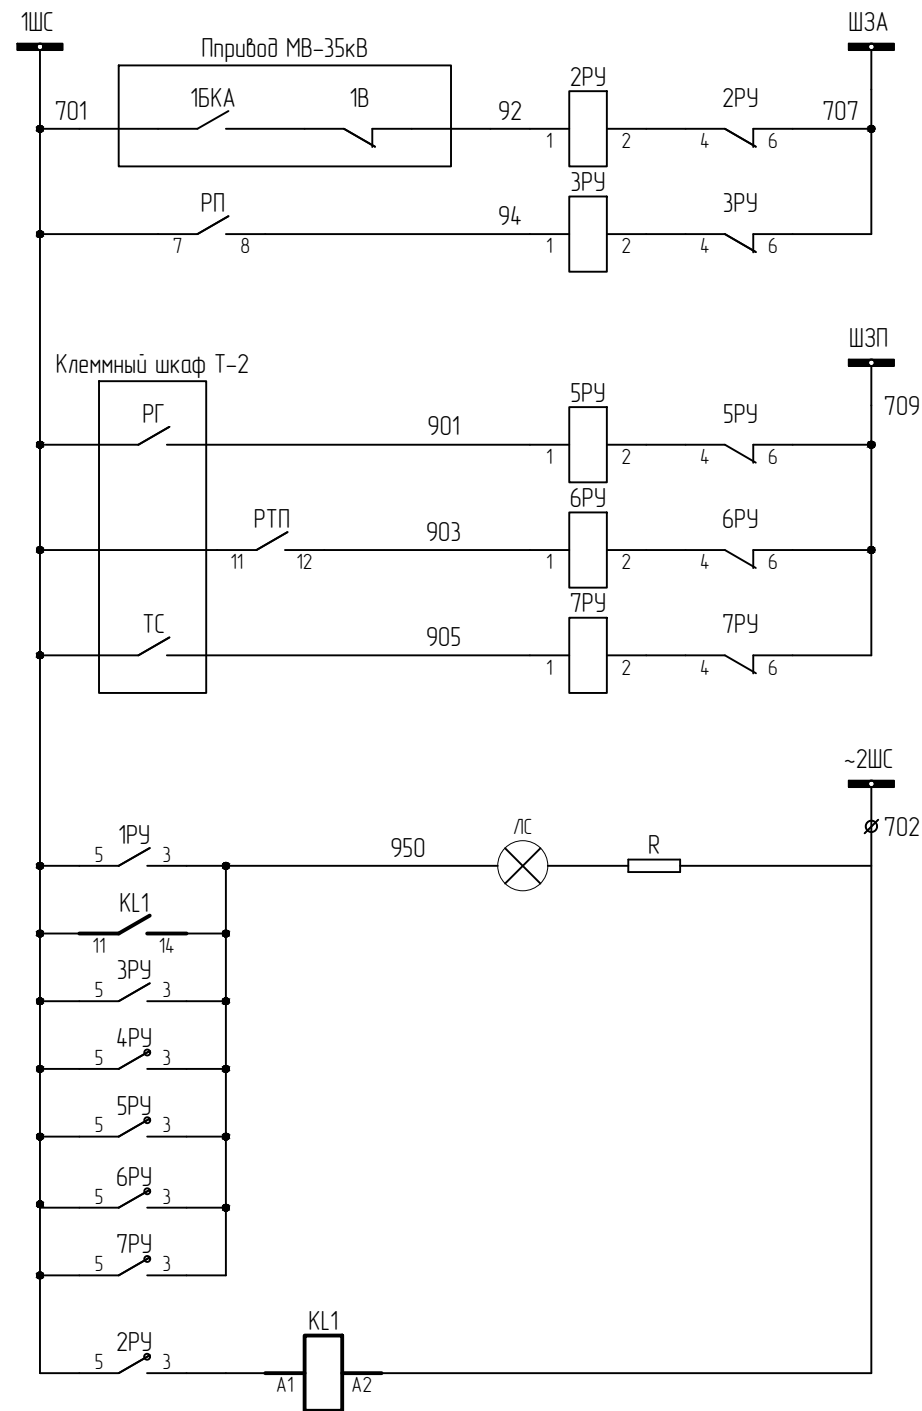 1ШС
ШЗА
Ппривод МВ-35кВ
701
1БКА
1В
92
2РУ
1
2
2РУ
4
6
707
РП
7
8
94
3РУ
1
2
3РУ
4
6
ШЗП
Клеммный шкаф Т-2
709
РГ
901
5РУ
1
2
5РУ
4
6
РТП
11
12
903
6РУ
1
2
6РУ
4
6
ТС
905
7РУ
1
2
7РУ
4
6
~2ШС
702
1РУ
5
3
950
ЛС
R
KL1
11
14
3РУ
5
3
4РУ
5
3
5РУ
5
3
6РУ
5
3
7РУ
5
3
2РУ
5
3
KL1
A1
A2